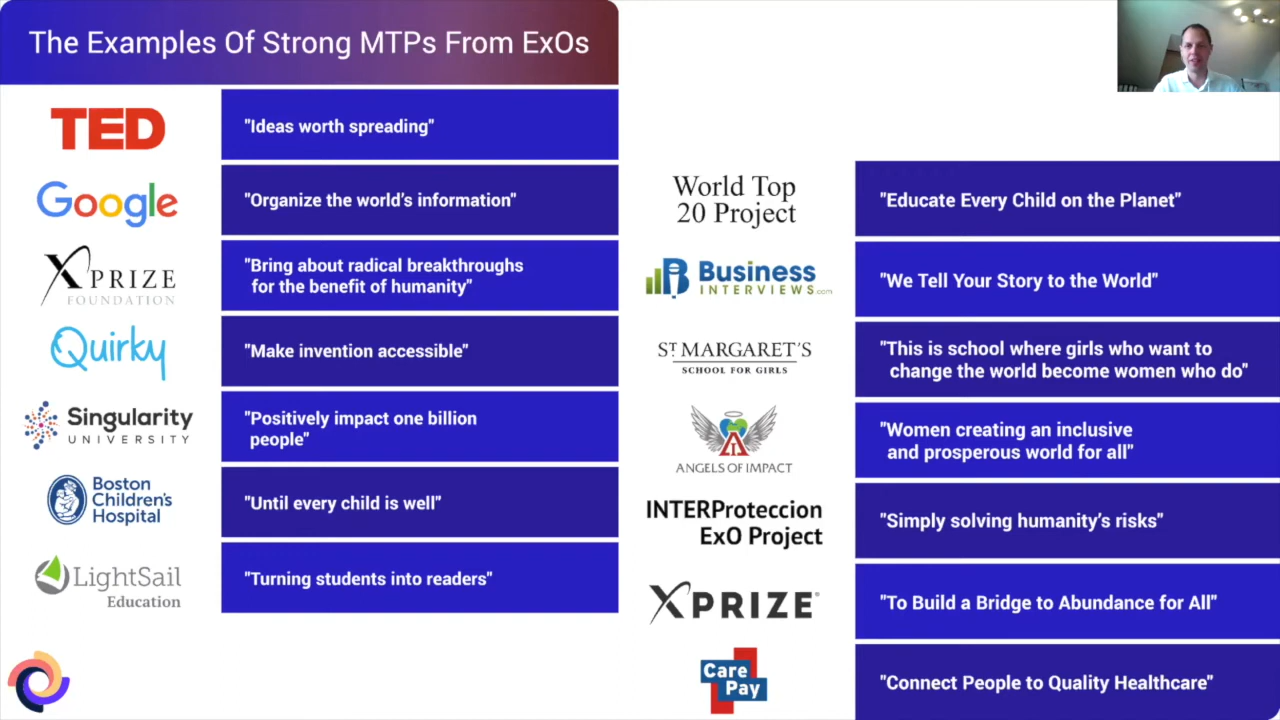 The Examples Of Strong MTPs From ExOs
TED
"Ideas worth spreading"
Google
"Organize the world's information"
XPRIZE
FOUNDATION
"Bring about radical breakthroughs
for the benefit of humanity"
Quirky
"Make invention accessible"
Singularity
UNIVERSITY
"Positively impact one billion
people"
Boston
Children's
Hospital
"Until every child is well"
LightSail
Education
"Turning students into readers"
World Top
20 Project
"Educate Every Child on the Planet"
Business
INTERVIEWS.com
"We Tell Your Story to the World"
ST MARGARET'S
SCHOOL FOR GIRLS
"This is school where girls who want to
change the world become women who do"
ANGELS OF IMPACT
"Women creating an inclusive
and prosperous world for all"
INTERProteccion
ExO Project
"Simply solving humanity's risks"
XPRIZE®
"To Build a Bridge to Abundance for All"
Care
Pay
"Connect People to Quality Healthcare"